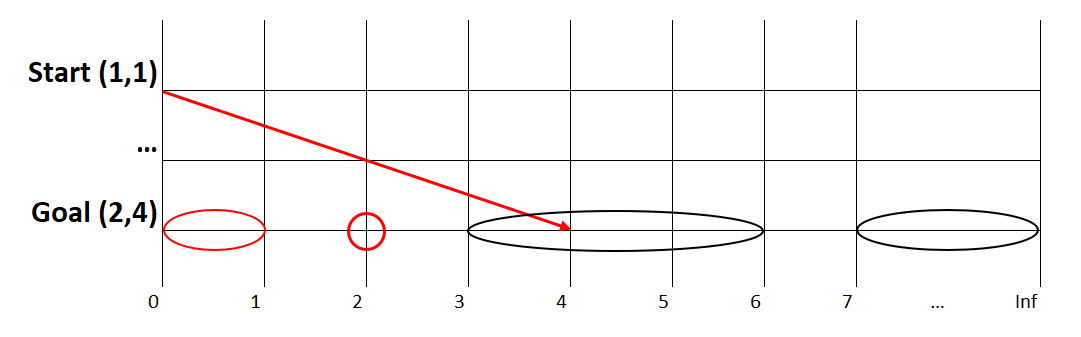 Start (1,1)
...
Goal (2,4)
0 1 2 3 4 5 6 7 ... Inf